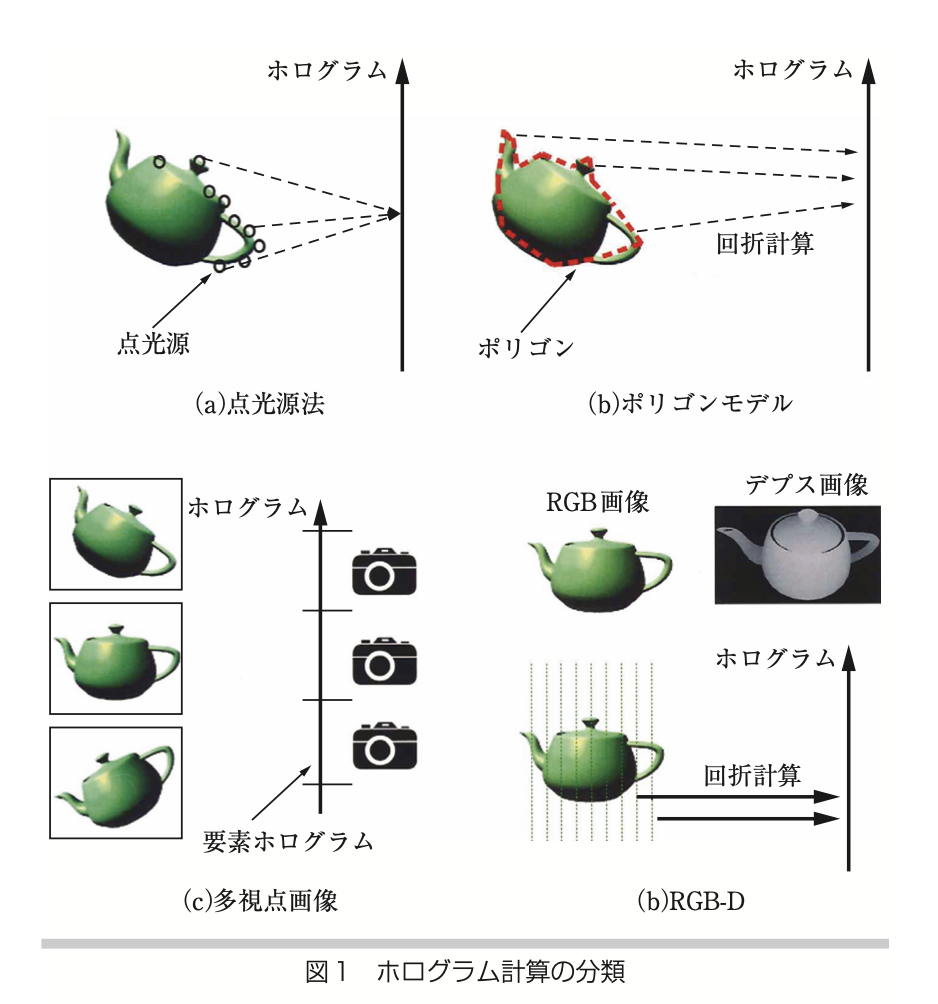 ホログラム
点光源
(a)点光源法
ホログラム
回折計算
ポリゴン
(b)ポリゴンモデル
ホログラム
要素ホログラム
(c)多視点画像
RGB画像
デプス画像
ホログラム
回折計算
(b)RGB-D
図1 ホログラム計算の分類